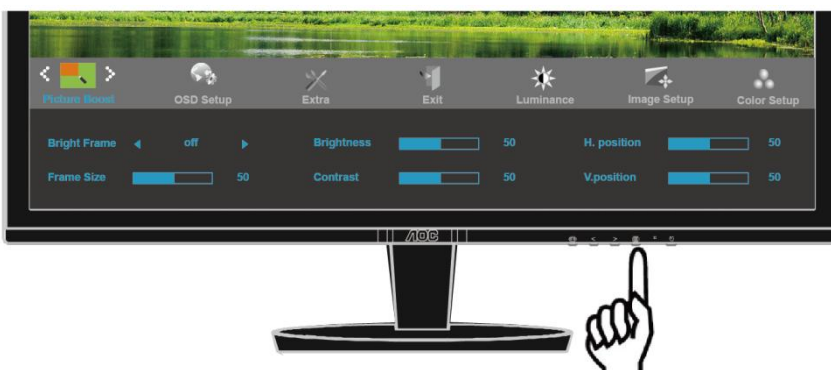 Picture Boost OSD Setup Extra Exit Luminance Image Setup Color Setup
Bright Frame off Brightness 50 H. position 50
Frame Size 50 Contrast 50 V.position 50
AOC